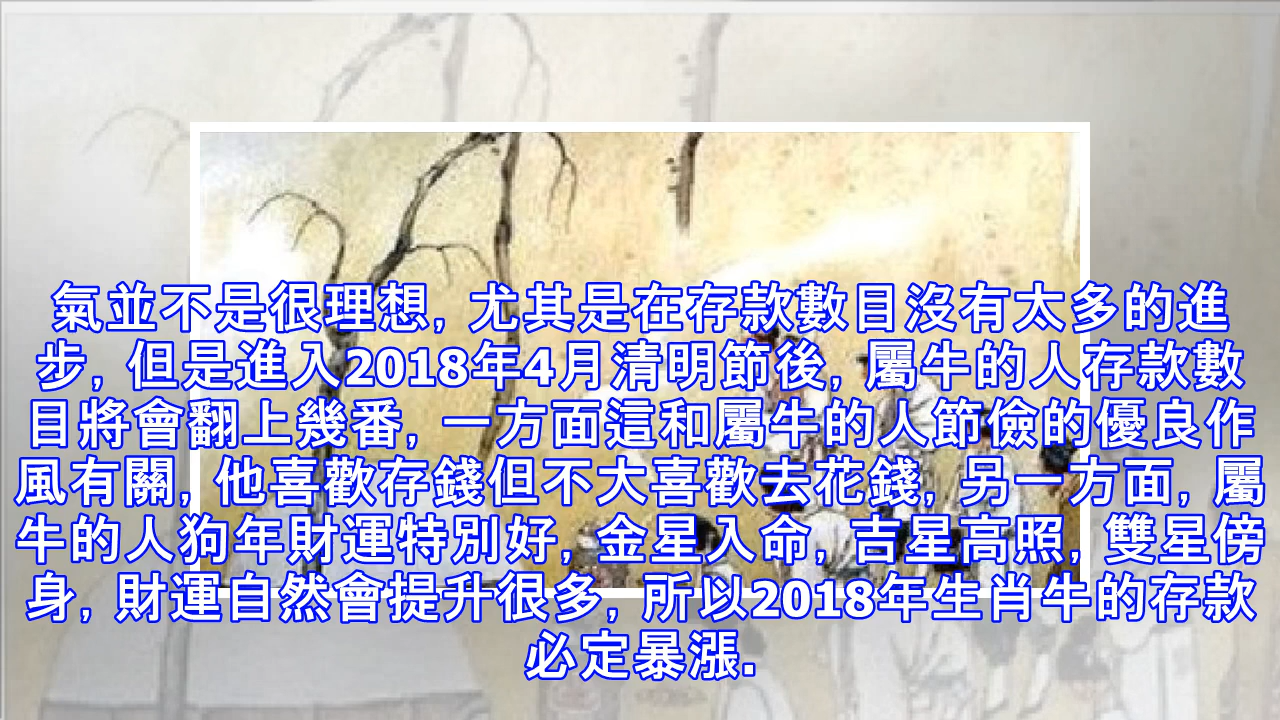 氣並不是很理想, 尤其是在存款數目沒有太多的進
步, 但是進入2018年4月清明節後, 屬牛的人存款數
目將會翻上幾番, 一方面這和屬牛的人節儉的優良作
風有關, 他喜歡存錢但不大喜歡去花錢, 另一方面, 屬
牛的人狗年財運特別好, 金星入命, 吉星高照, 雙星傍
身, 財運自然會提升很多, 所以2018年生肖牛的存款
必定暴漲.